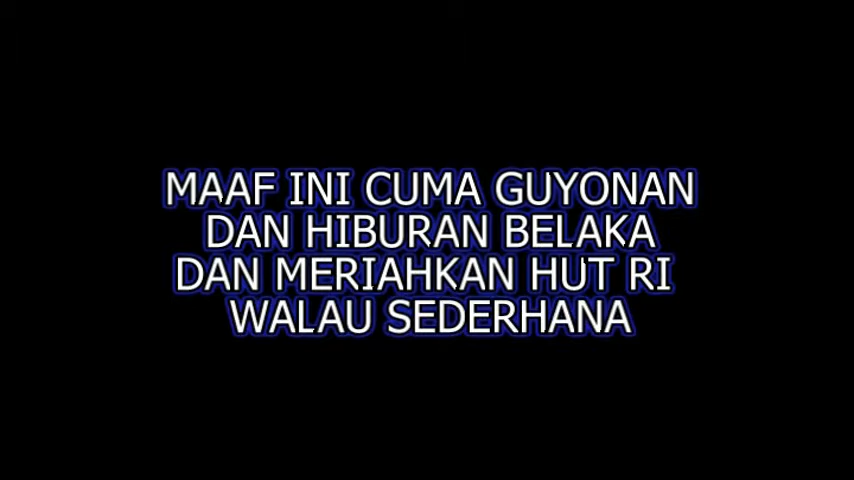 MAAF INI CUMA GUYONAN
DAN HIBURAN BELAKA
DAN MERIAHKAN HUT RI
WALAU SEDERHANA